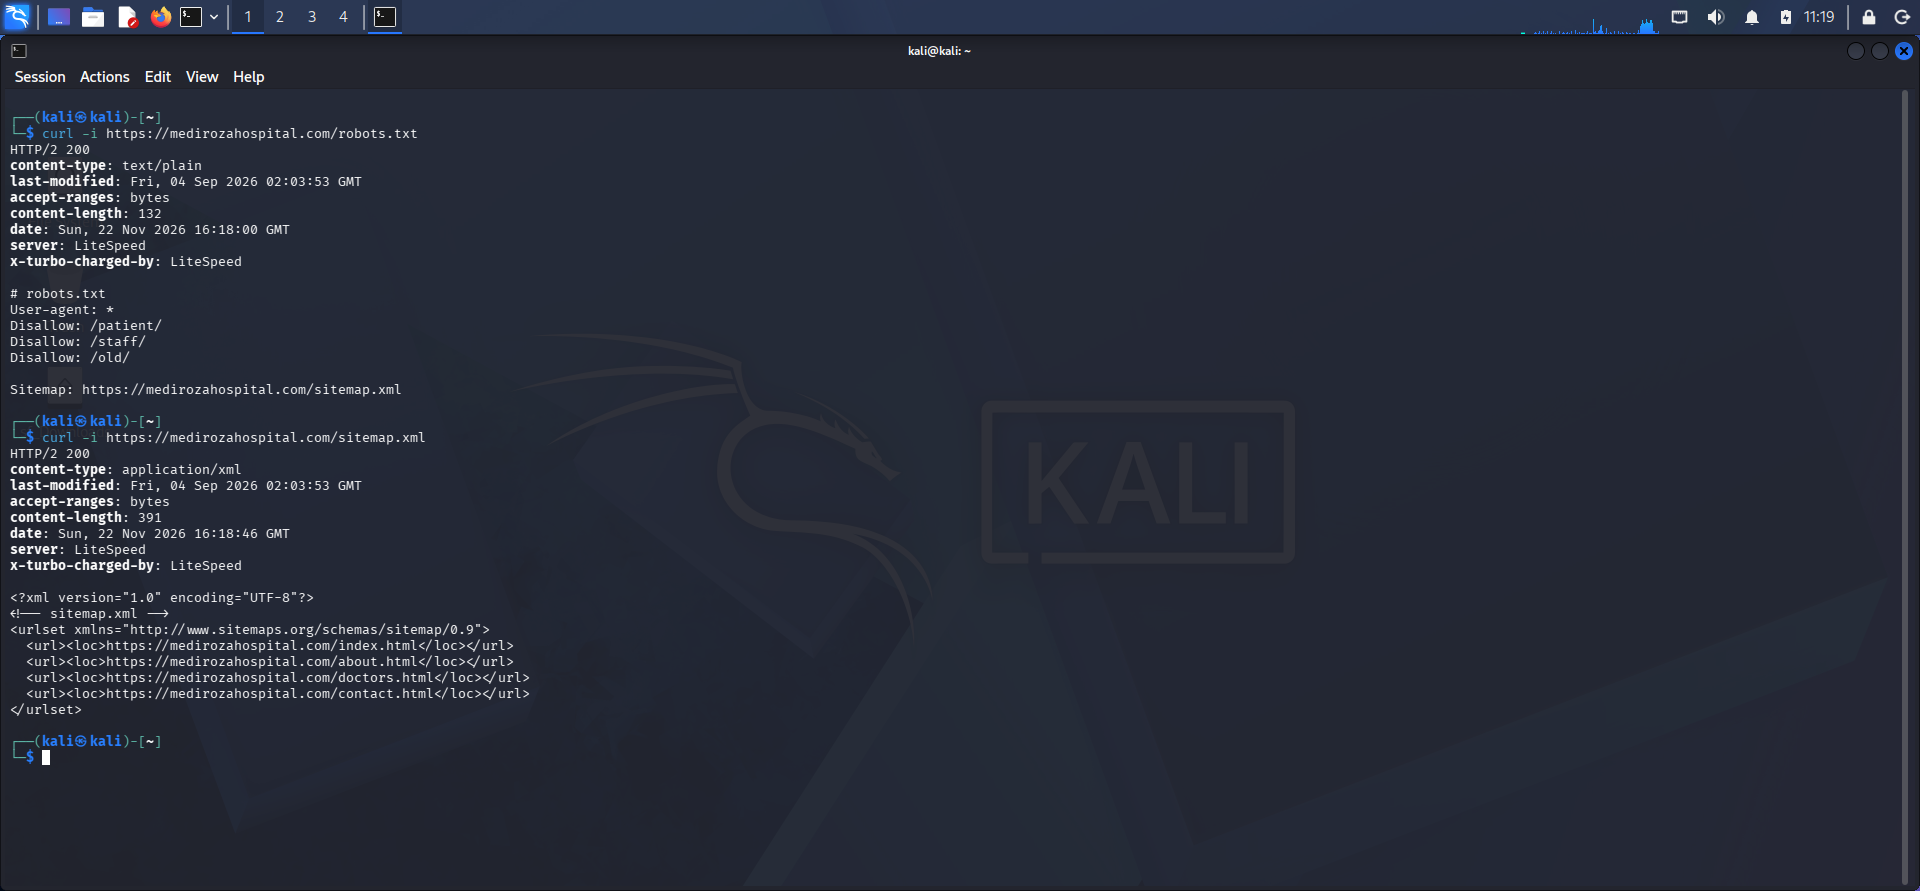 1 2 3 4 11:19
kali@kali: ~
Session Actions Edit View Help
┌──(kali㉿kali)-[~]
└─$ curl -i https://medirozahospital.com/robots.txt
HTTP/2 200
content-type: text/plain
last-modified: Fri, 04 Sep 2026 02:03:53 GMT
accept-ranges: bytes
content-length: 132
date: Sun, 22 Nov 2026 16:18:00 GMT
server: LiteSpeed
x-turbo-charged-by: LiteSpeed
# robots.txt
User-agent: *
Disallow: /patient/
Disallow: /staff/
Disallow: /old/
Sitemap: https://medirozahospital.com/sitemap.xml
┌──(kali㉿kali)-[~]
└─$ curl -i https://medirozahospital.com/sitemap.xml
HTTP/2 200
content-type: application/xml
last-modified: Fri, 04 Sep 2026 02:03:53 GMT
accept-ranges: bytes
content-length: 391
date: Sun, 22 Nov 2026 16:18:46 GMT
server: LiteSpeed
x-turbo-charged-by: LiteSpeed
<?xml version="1.0" encoding="UTF-8"?>
<!-- sitemap.xml -->
<urlset xmlns="http://www.sitemaps.org/schemas/sitemap/0.9">
  <url><loc>https://medirozahospital.com/index.html</loc></url>
  <url><loc>https://medirozahospital.com/about.html</loc></url>
  <url><loc>https://medirozahospital.com/doctors.html</loc></url>
  <url><loc>https://medirozahospital.com/contact.html</loc></url>
</urlset>
┌──(kali㉿kali)-[~]
└─$
KALI